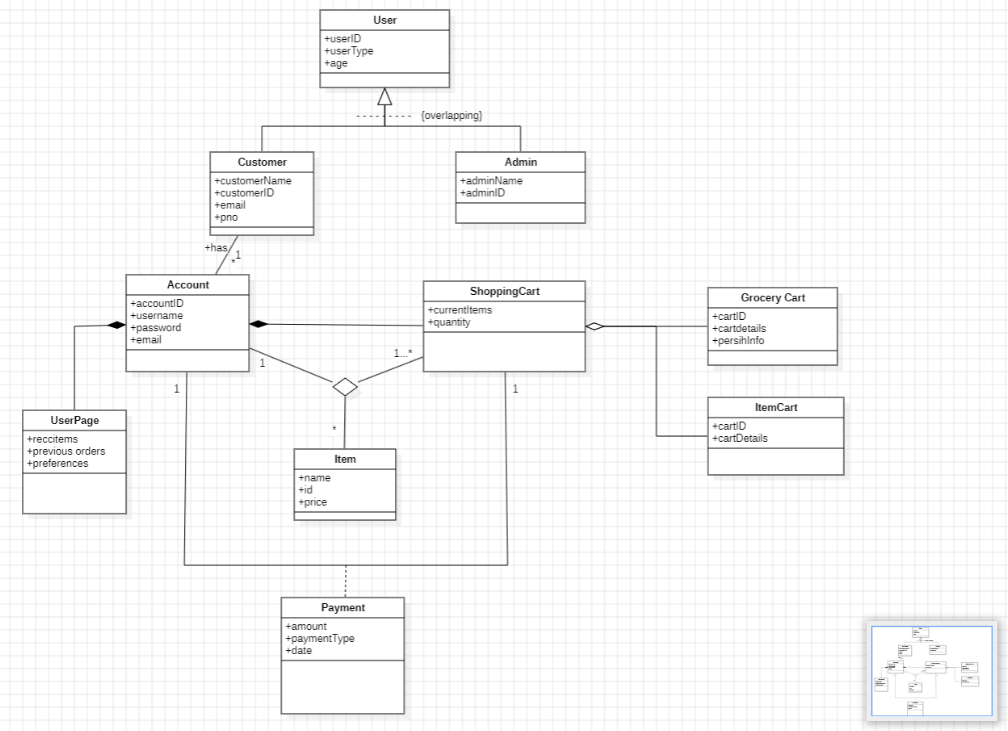 User
+userID
+userType
+age
{overlapping}
Customer
+customerName
+customerID
+email
+pno
Admin
+adminName
+adminID
+has
1
*
Account
+accountID
+username
+password
+email
ShoppingCart
+currentItems
+quantity
Grocery Cart
+cartID
+cartdetails
+persihInfo
1
1...*
1
1
ItemCart
+cartID
+cartDetails
UserPage
+reccitems
+previous orders
+preferences
*
Item
+name
+id
+price
Payment
+amount
+paymentType
+date